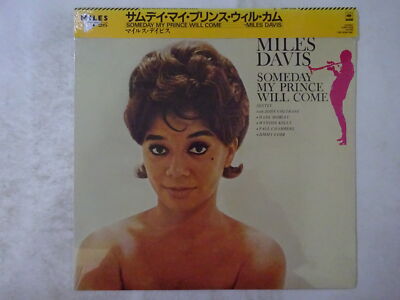 MILES
サムデイ・マイ・プリンス・ウィル・カム
SOMEDAY MY PRINCE WILL COME
MILES DAVIS
マイルス・デイビス
MILES
DAVIS
SOMEDAY
MY PRINCE
WILL COME
SEXTET
with JOHN COLTRANE
• HANK MOBLEY
• WYNTON KELLY
• PAUL CHAMBERS
• JIMMY COBB